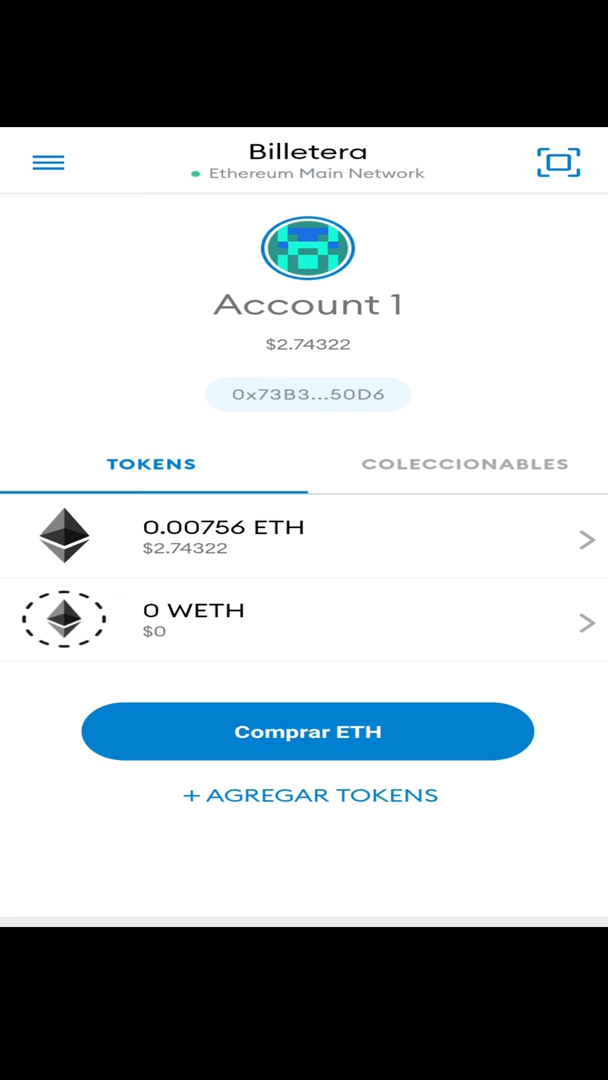 Billetera
Ethereum Main Network
Account 1
$2.74322
0x73B3...50D6
TOKENS
COLECCIONABLES
0.00756 ETH
$2.74322
0 WETH
$0
Comprar ETH
+ AGREGAR TOKENS